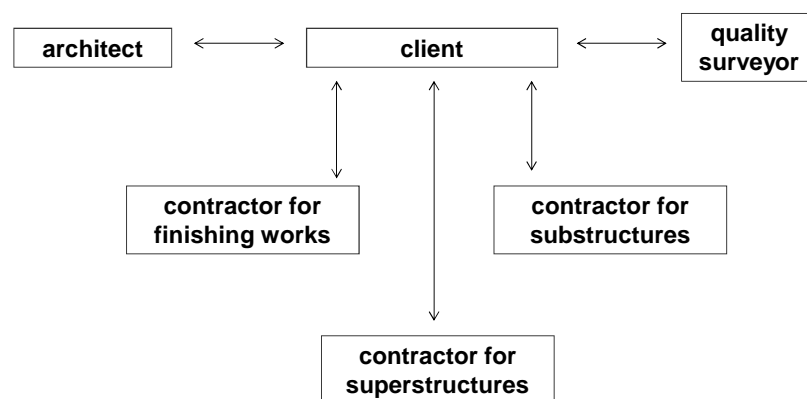 architect
client
quality
surveyor
contractor for
finishing works
contractor for
substructures
contractor for
superstructures